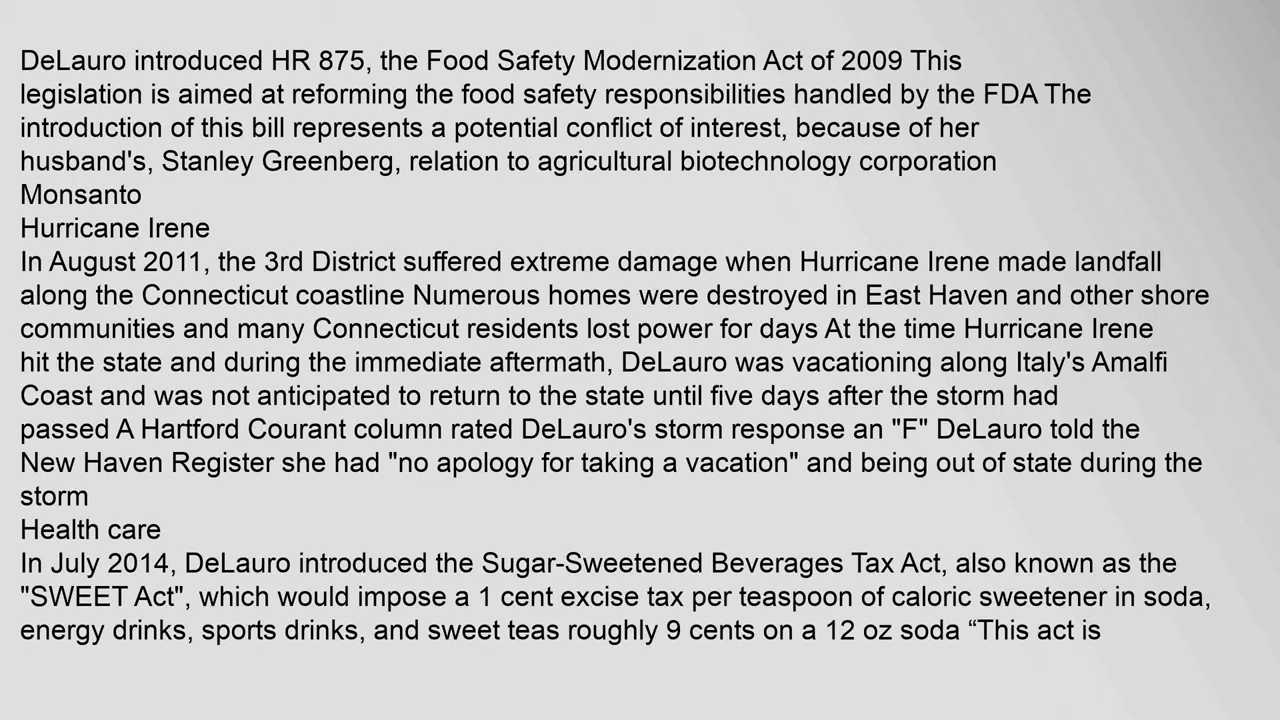 DeLauro introduced HR 875, the Food Safety Modernization Act of 2009 This
legislation is aimed at reforming the food safety responsibilities handled by the FDA The
introduction of this bill represents a potential conflict of interest, because of her
husband's, Stanley Greenberg, relation to agricultural biotechnology corporation
Monsanto
Hurricane Irene
In August 2011, the 3rd District suffered extreme damage when Hurricane Irene made landfall
along the Connecticut coastline Numerous homes were destroyed in East Haven and other shore
communities and many Connecticut residents lost power for days At the time Hurricane Irene
hit the state and during the immediate aftermath, DeLauro was vacationing along Italy's Amalfi
Coast and was not anticipated to return to the state until five days after the storm had
passed A Hartford Courant column rated DeLauro's storm response an "F" DeLauro told the
New Haven Register she had "no apology for taking a vacation" and being out of state during the
storm
Health care
In July 2014, DeLauro introduced the Sugar-Sweetened Beverages Tax Act, also known as the
"SWEET Act", which would impose a 1 cent excise tax per teaspoon of caloric sweetener in soda,
energy drinks, sports drinks, and sweet teas roughly 9 cents on a 12 oz soda “This act is